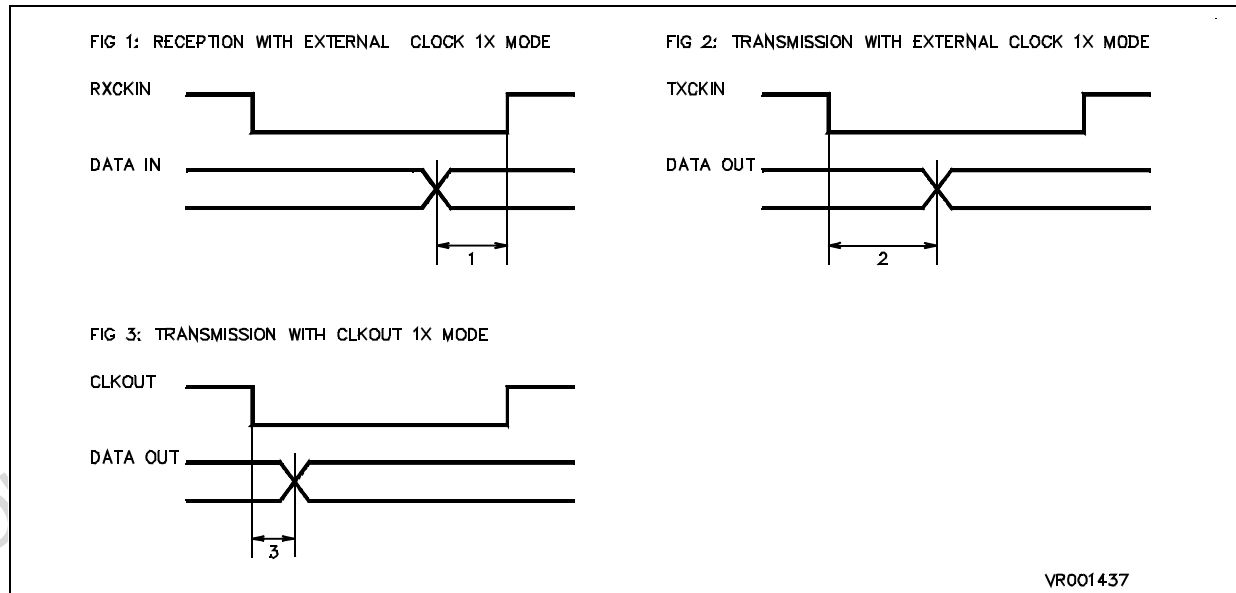 FIG 1: RECEPTION WITH EXTERNAL CLOCK 1X MODE
RXCKIN
DATA IN
1
FIG 2: TRANSMISSION WITH EXTERNAL CLOCK 1X MODE
TXCKIN
DATA OUT
2
FIG 3: TRANSMISSION WITH CLKOUT 1X MODE
CLKOUT
DATA OUT
3
VR001437